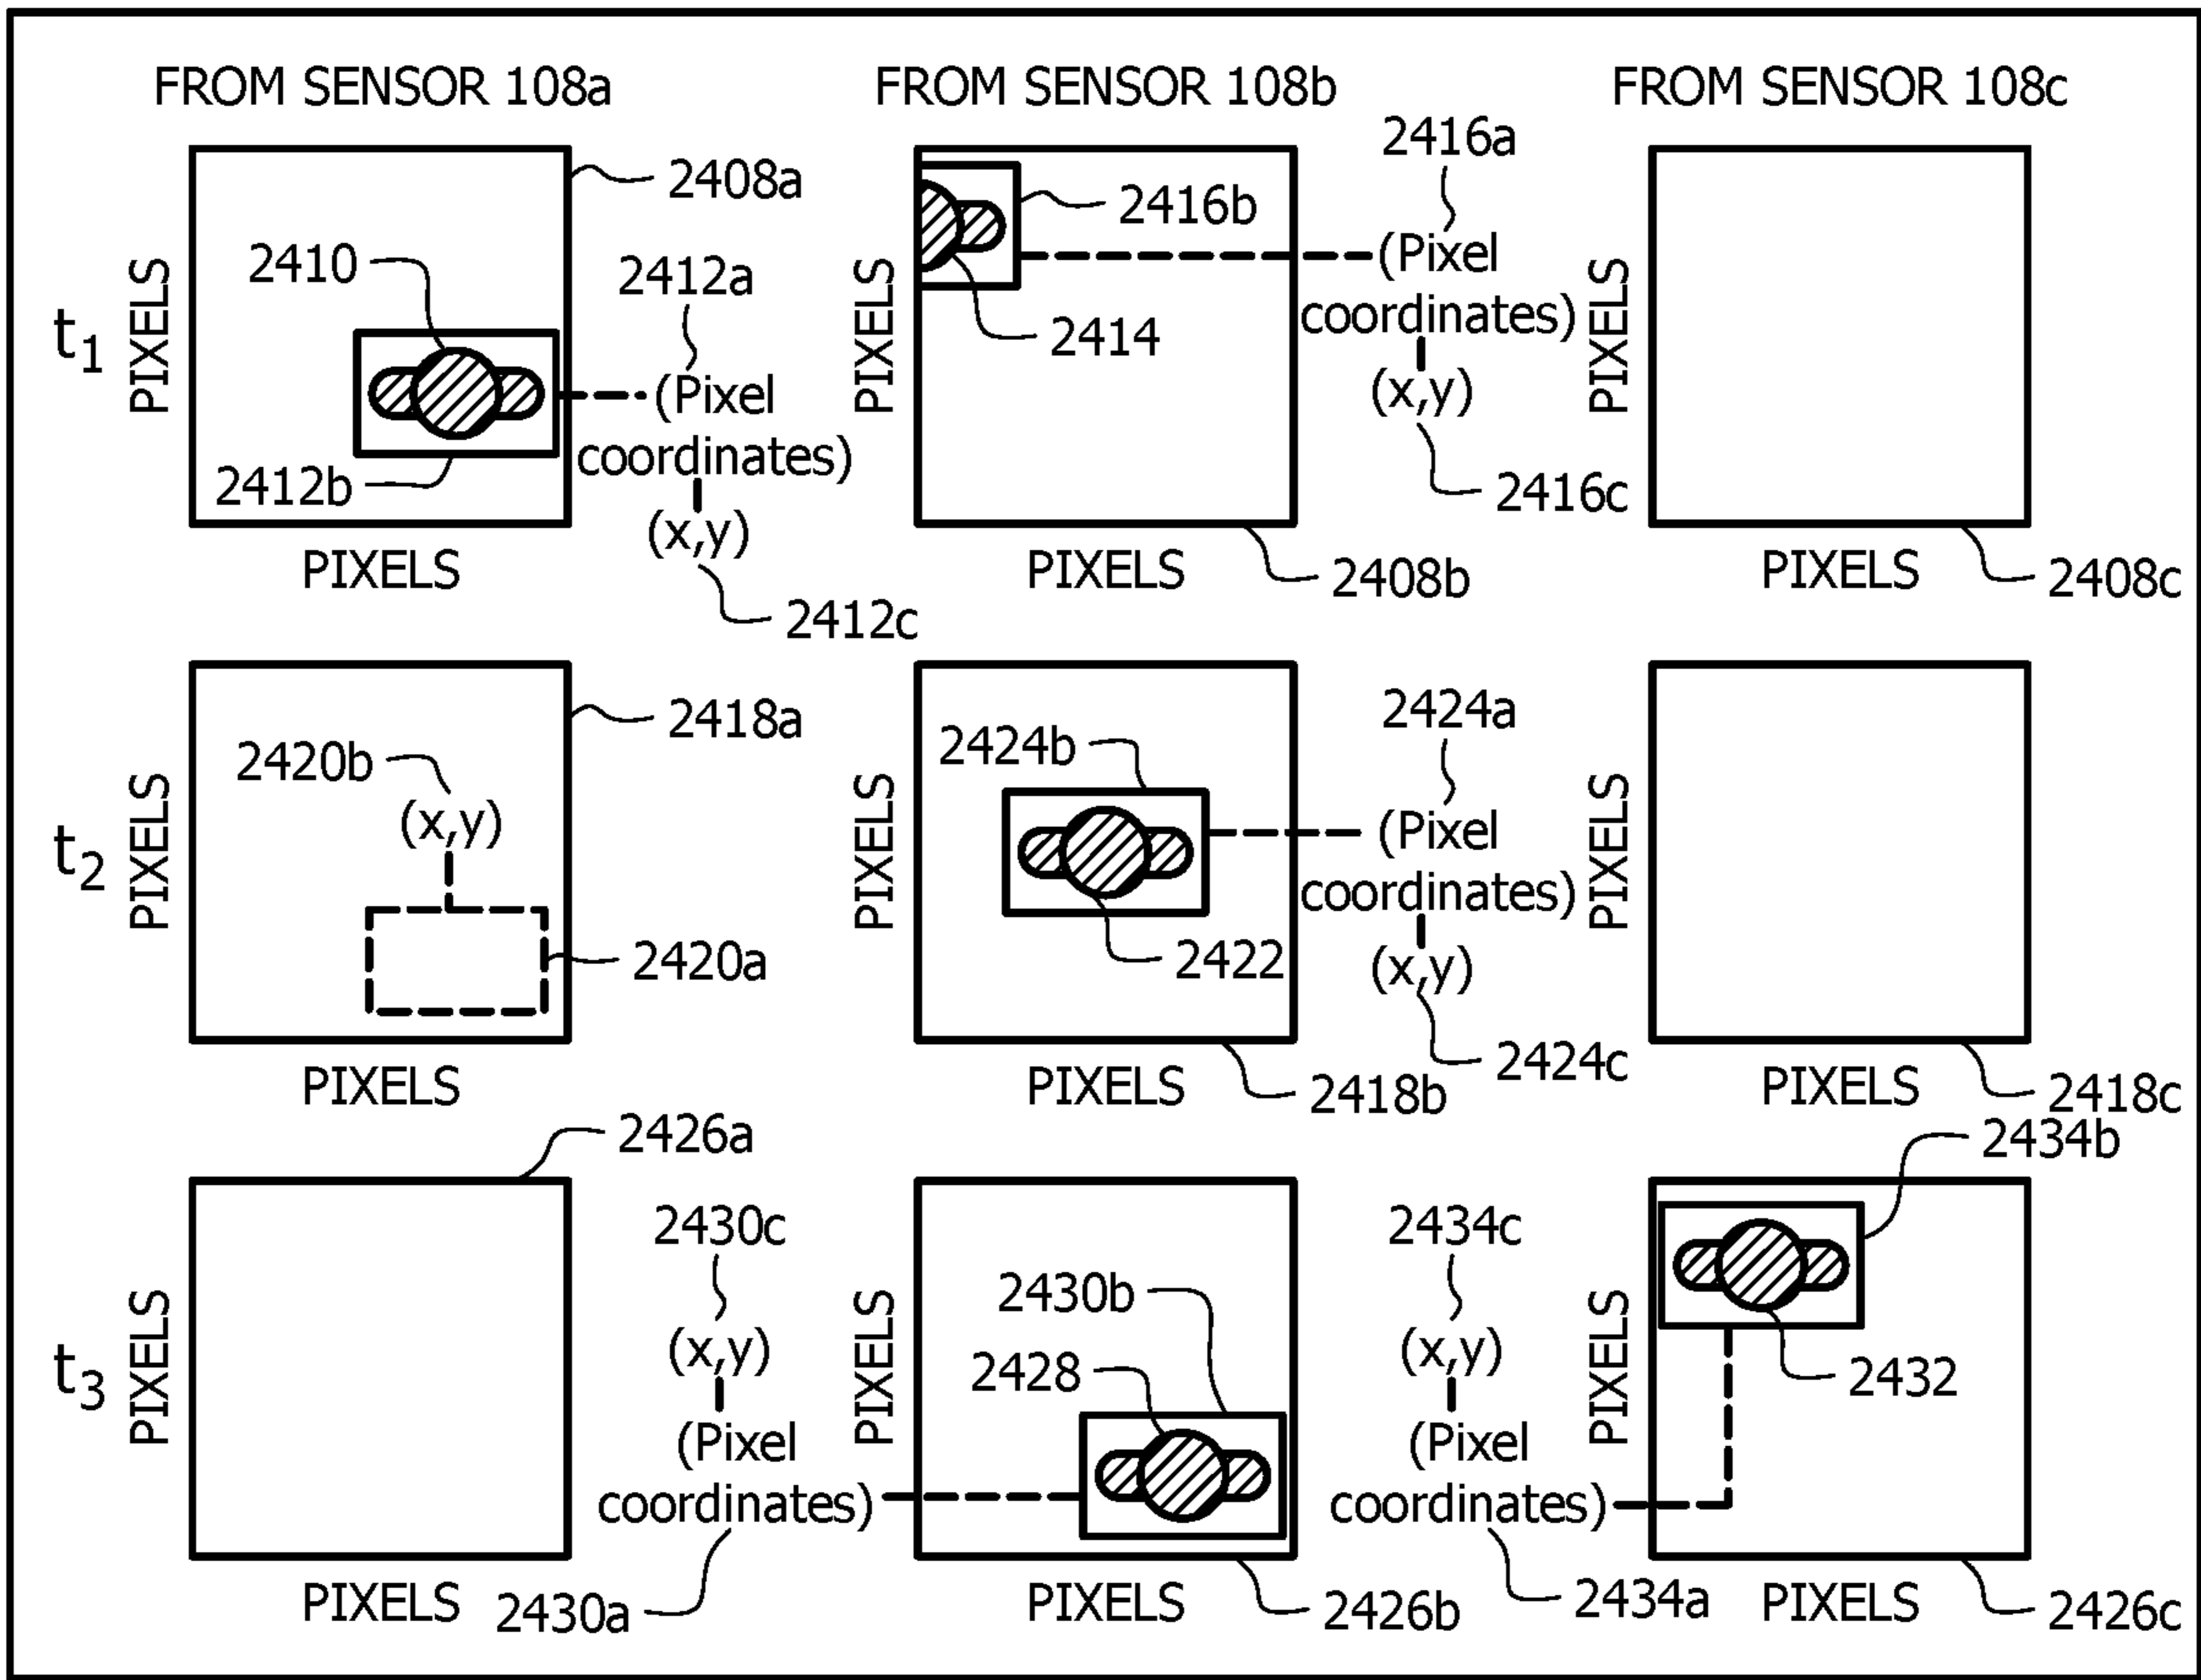 FROM SENSOR 108a
FROM SENSOR 108b
FROM SENSOR 108c
t1
PIXELS
2408a
2410
2412a
(Pixel
coordinates)
(x,y)
2412b
2412c
PIXELS
PIXELS
2416a
2416b
(Pixel
coordinates)
(x,y)
2414
2416c
PIXELS
2408b
PIXELS
PIXELS
2408c
t2
PIXELS
2418a
2420b
(x,y)
2420a
PIXELS
PIXELS
2424a
2424b
(Pixel
coordinates)
(x,y)
2422
2424c
PIXELS
2418b
PIXELS
PIXELS
2418c
t3
PIXELS
2426a
PIXELS
2430c
(x,y)
(Pixel
coordinates)
2430a
PIXELS
2430b
2428
PIXELS
2426b
2434c
(x,y)
(Pixel
coordinates)
2434a
PIXELS
2434b
2432
PIXELS
2426c